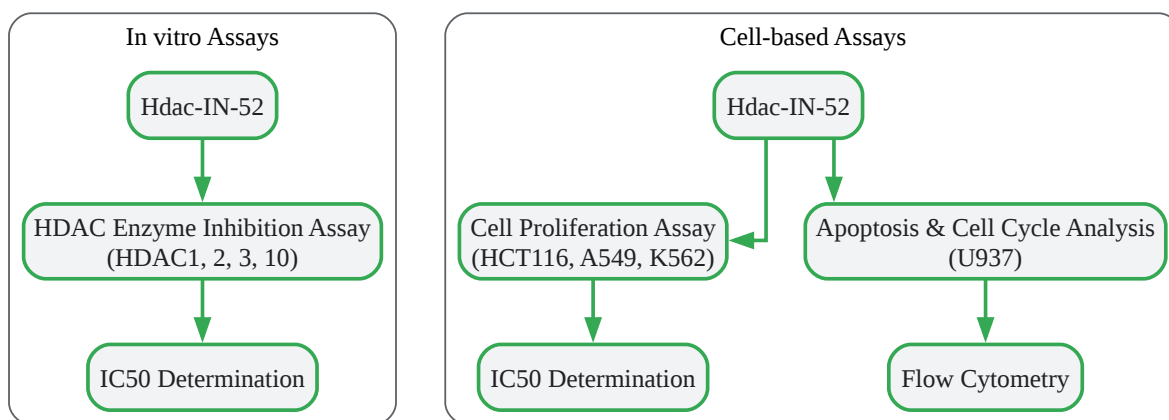 In vitro Assays
Hdac-IN-52
HDAC Enzyme Inhibition Assay
(HDAC1, 2, 3, 10)
IC50 Determination
Cell-based Assays
Hdac-IN-52
Cell Proliferation Assay
(HCT116, A549, K562)
IC50 Determination
Apoptosis & Cell Cycle Analysis
(U937)
Flow Cytometry